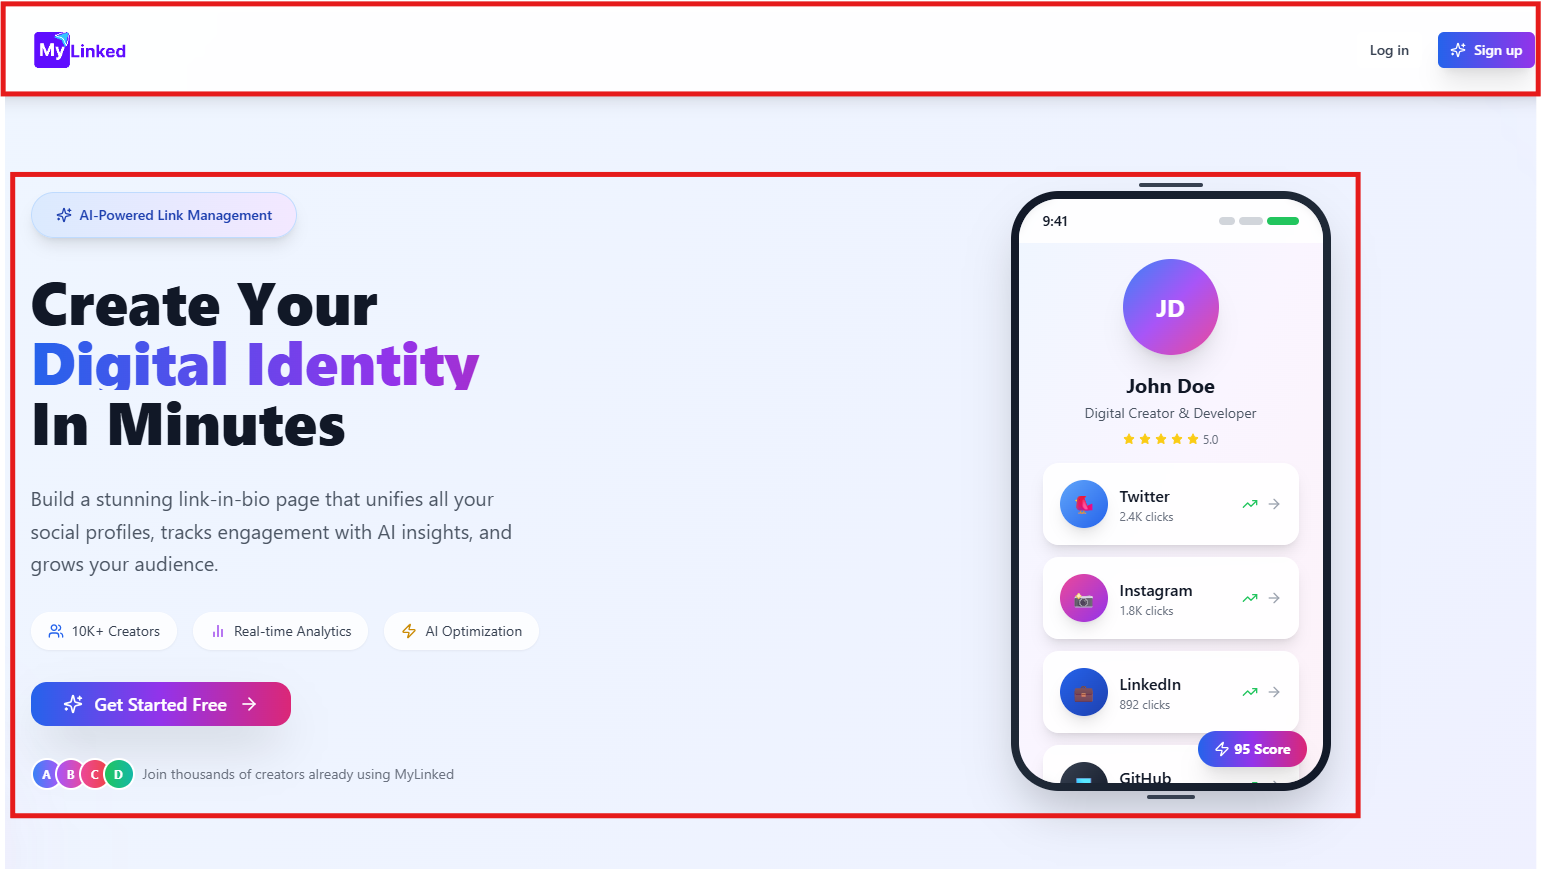 My Linked
Log in
Sign up
AI-Powered Link Management
Create Your
Digital Identity
In Minutes
Build a stunning link-in-bio page that unifies all your
social profiles, tracks engagement with AI insights, and
grows your audience.
10K+ Creators
Real-time Analytics
AI Optimization
Get Started Free
A B C D
Join thousands of creators already using MyLinked
9:41
JD
John Doe
Digital Creator & Developer
5.0
Twitter
2.4K clicks
Instagram
1.8K clicks
LinkedIn
892 clicks
95 Score
GitHub